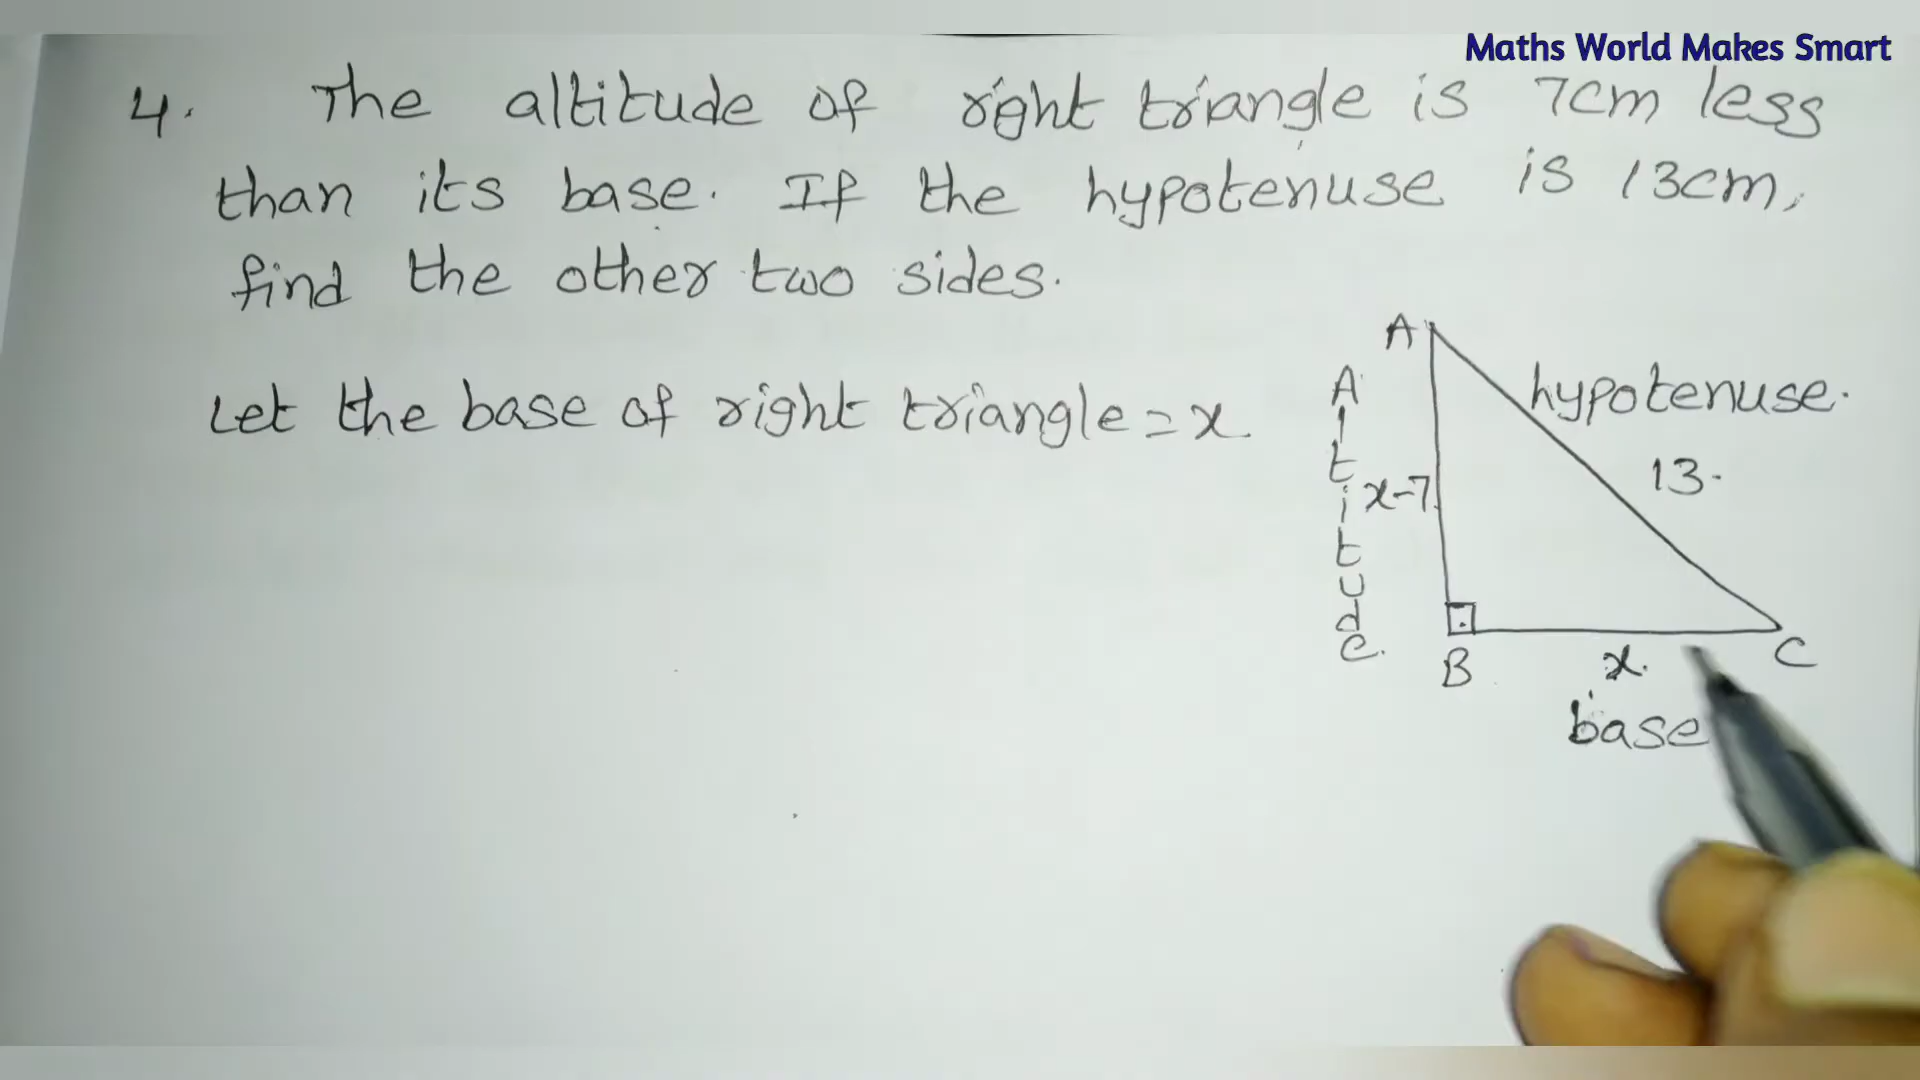 Maths World Makes Smart
4. The altitude of right triangle is 7cm less
than its base. If the hypotenuse is 13cm,
find the other two sides.
Let the base of right triangle = x.
A
hypotenuse.
13.
Altitude.
x-7
B
x.
C
base